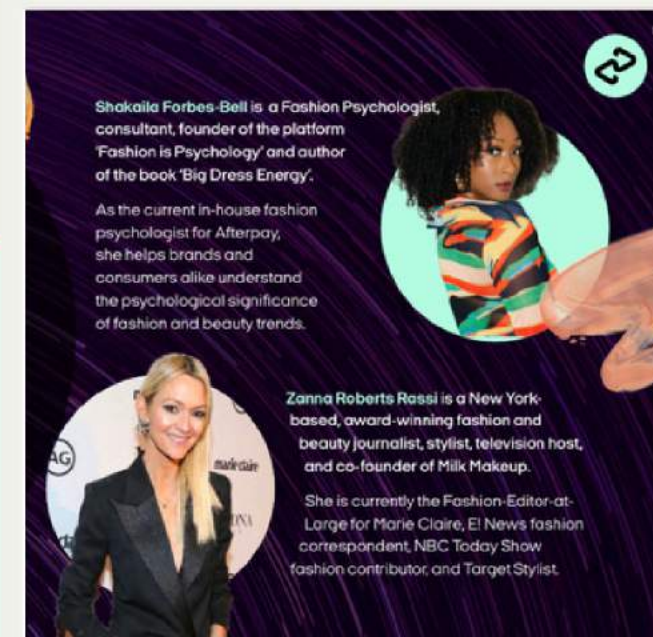 Shakaila Forbes-Bell is a Fashion Psychologist,
consultant, founder of the platform
'Fashion is Psychology' and author
of the book 'Big Dress Energy'.
As the current in-house fashion
psychologist for Afterpay,
she helps brands and
consumers alike understand
the psychological significance
of fashion and beauty trends.
Zanna Roberts Rassi is a New York-
based, award-winning fashion and
beauty journalist, stylist, television host,
and co-founder of Milk Makeup.
She is currently the Fashion-Editor-at-
Large for Marie Claire, E! News fashion
correspondent, NBC Today Show
fashion contributor, and Target Stylist.
AG
marie claire